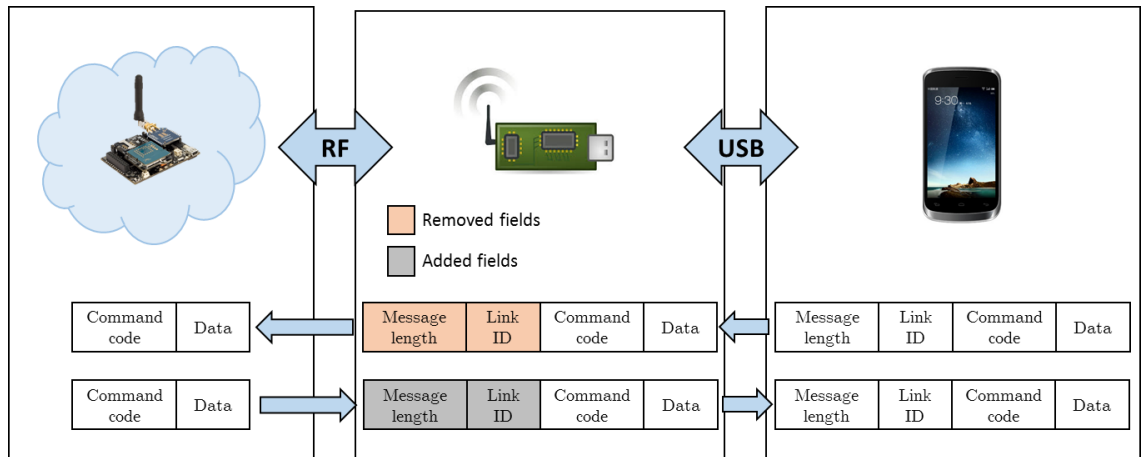 RF
USB
9:30
Removed fields
Added fields
Command code
Data
Message length
Link ID
Command code
Data
Message length
Link ID
Command code
Data
Command code
Data
Message length
Link ID
Command code
Data
Message length
Link ID
Command code
Data